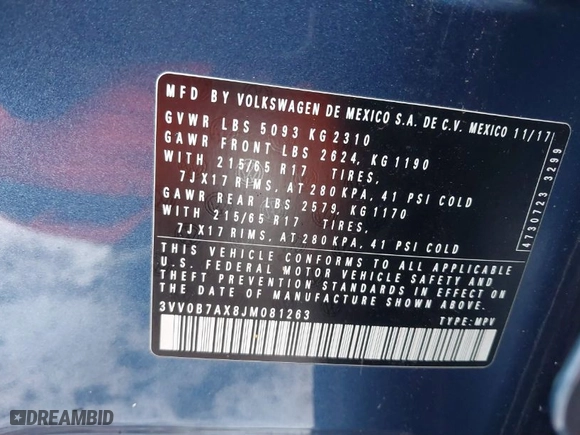 MFD BY VOLKSWAGEN DE MEXICO S.A. DE C.V. MEXICO 11/17
GVWR LBS 5093 KG 2310
GAWR FRONT LBS 2624, KG 1190
WITH 215/65 R17 TIRES,
7JX17 RIMS, AT 280 KPA, 41 PSI COLD
GAWR REAR LBS 2579, KG 1170
WITH 215/65 R17 TIRES,
7JX17 RIMS, AT 280 KPA, 41 PSI COLD
THIS VEHICLE CONFORMS TO ALL APPLICABLE
U.S. FEDERAL MOTOR VEHICLE SAFETY AND
THEFT PREVENTION STANDARDS IN EFFECT ON
THE DATE OF MANUFACTURE SHOWN ABOVE.
3VV0B7AX8JM081263 TYPE: MPV
4730723 3299
DREAMBID